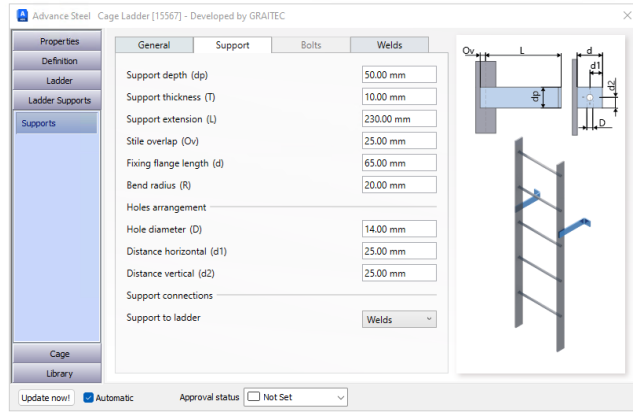 Advance Steel Cage Ladder [15567] - Developed by GRAITEC
Properties
Definition
Ladder
Ladder Supports
Supports
Cage
Library
General Support Bolts Welds
Support depth (dp) 50.00 mm
Support thickness (T) 10.00 mm
Support extension (L) 230.00 mm
Stile overlap (Ov) 25.00 mm
Fixing flange length (d) 65.00 mm
Bend radius (R) 20.00 mm
Holes arrangement
Hole diameter (D) 14.00 mm
Distance horizontal (d1) 25.00 mm
Distance vertical (d2) 25.00 mm
Support connections
Support to ladder Welds
Ov L d
d1
dp d2
D
Update now! Automatic Approval status Not Set